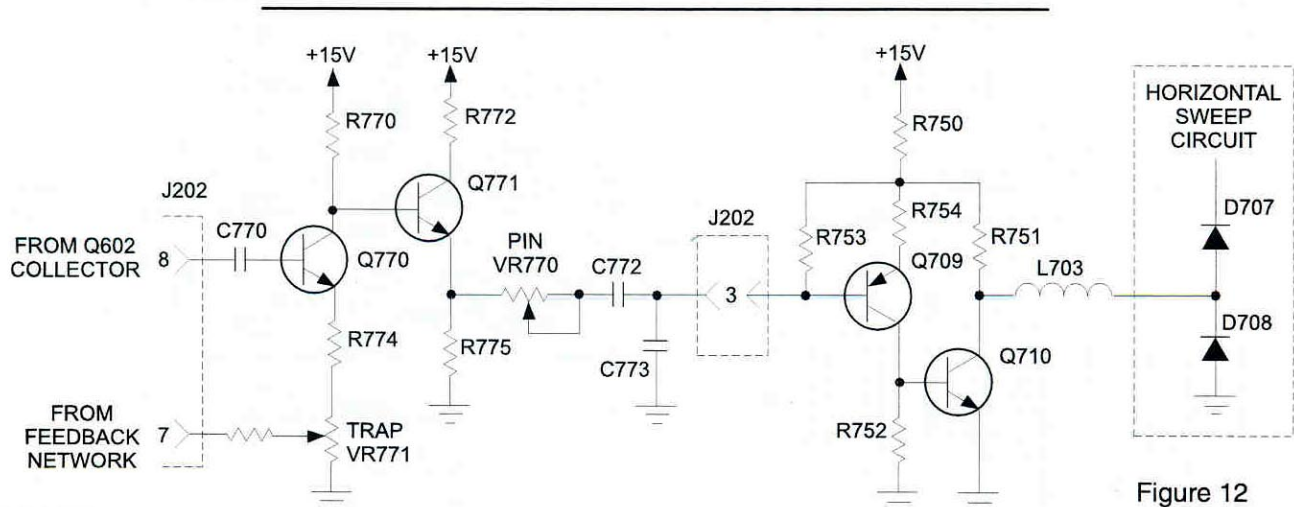 +15V
+15V
+15V
R770
R772
R750
HORIZONTAL
SWEEP
CIRCUIT
J202
Q771
J202
R754
D707
C770
R753
R751
FROM Q602
COLLECTOR
8
Q770
PIN
VR770
C772
Q709
L703
3
R774
R775
C773
Q710
D708
FROM
FEEDBACK
NETWORK
7
TRAP
VR771
R752
Figure 12